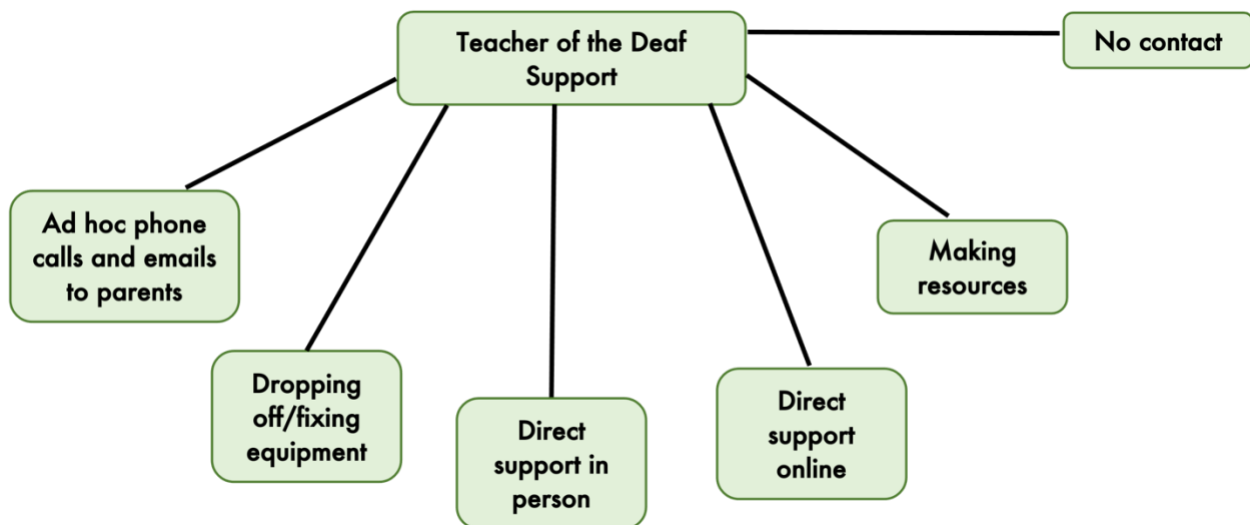 Teacher of the Deaf
Support
No contact
Ad hoc phone
calls and emails
to parents
Dropping
off/fixing
equipment
Direct
support in
person
Direct
support
online
Making
resources